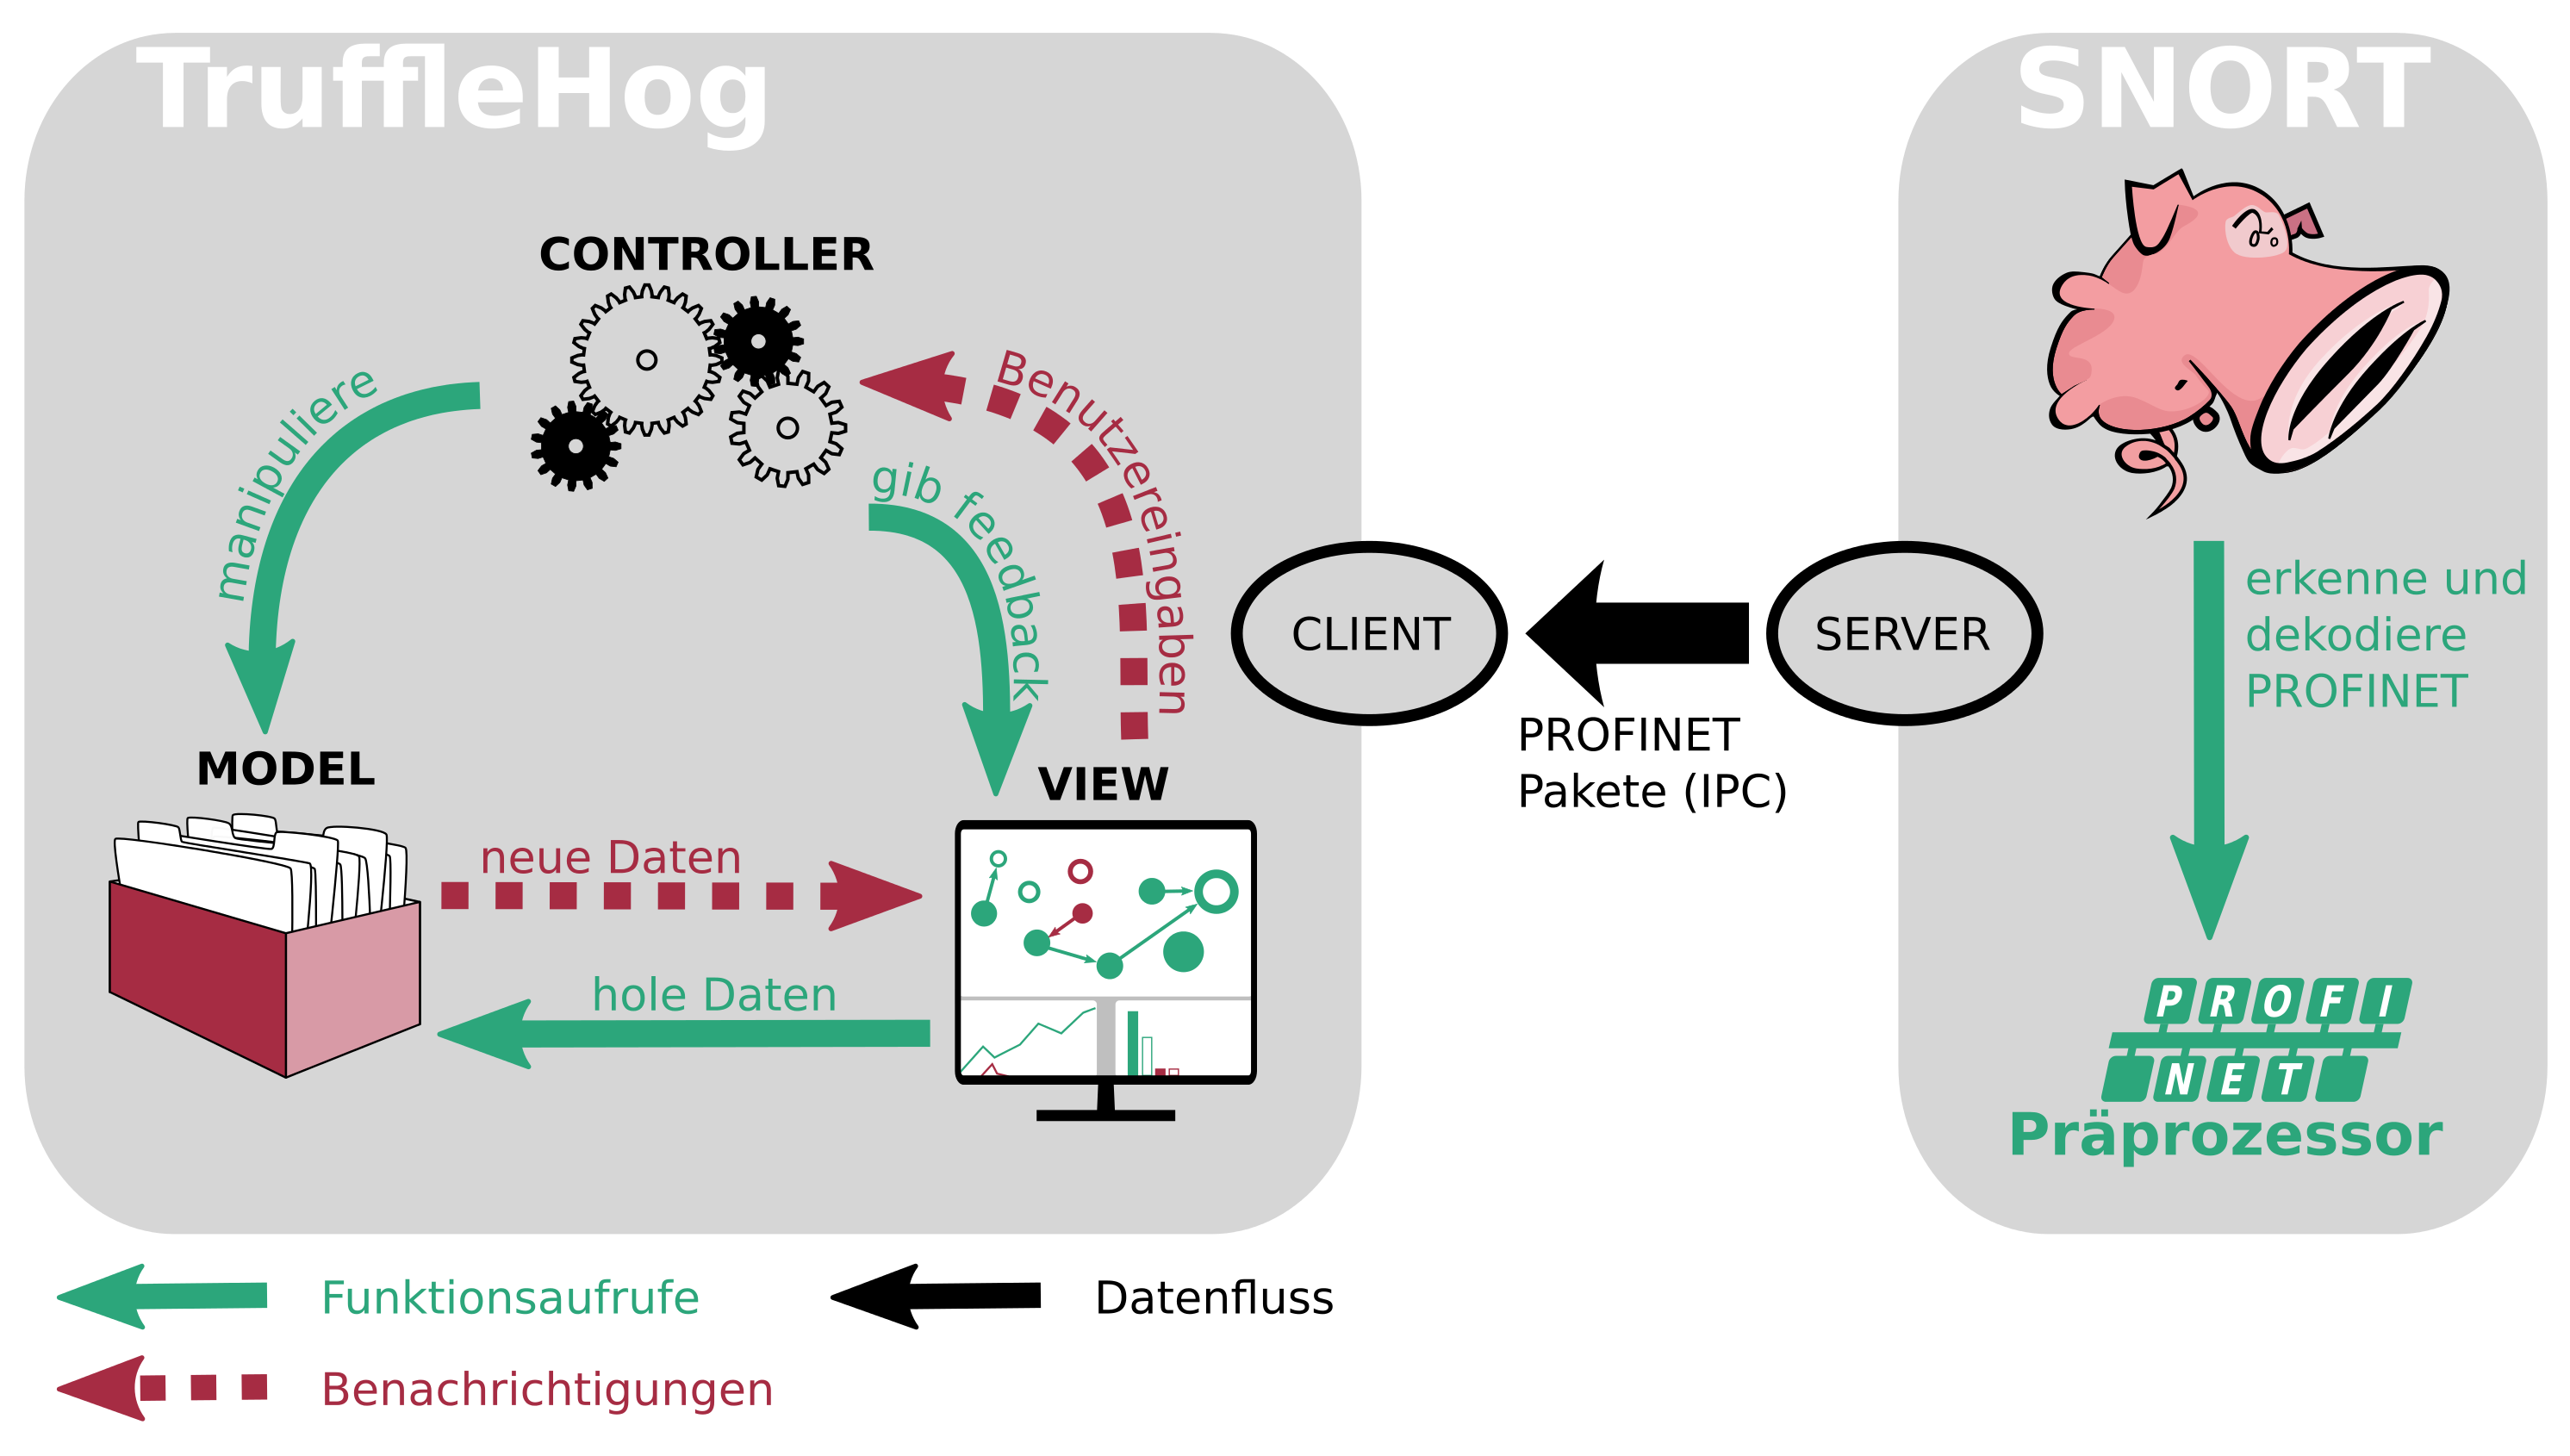 TruffleHog
CONTROLLER
manipuliere
gib feedback
Benutzereingaben
MODEL
VIEW
neue Daten
hole Daten
CLIENT
SERVER
PROFINET
Pakete (IPC)
SNORT
erkenne und
dekodiere
PROFINET
PROFI
NET
Präprozessor
Funktionsaufrufe
Datenfluss
Benachrichtigungen